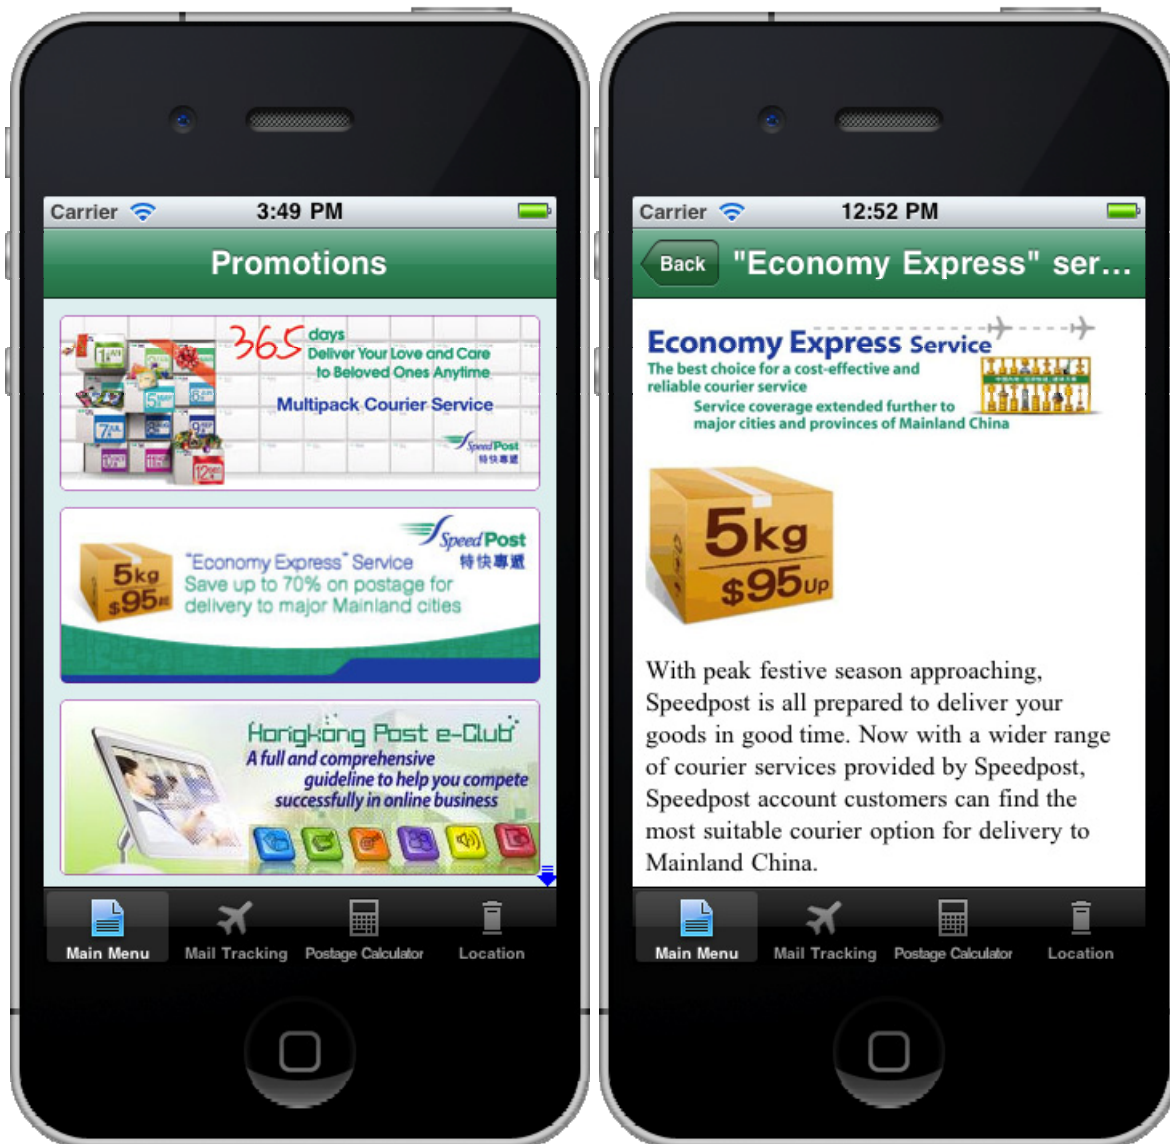 Carrier
3:49 PM
Promotions
365 days
Deliver Your Love and Care
to Beloved Ones Anytime
Multipack Courier Service
SpeedPost
特快專遞
SpeedPost
特快專遞
"Economy Express" Service
Save up to 70% on postage for
delivery to major Mainland cities
5kg
$95起
Hongkong Post e-Club
A full and comprehensive
guideline to help you compete
successfully in online business
Main Menu
Mail Tracking
Postage Calculator
Location
Carrier
12:52 PM
Back
"Economy Express" ser...
Economy Express Service
The best choice for a cost-effective and
reliable courier service
Service coverage extended further to
major cities and provinces of Mainland China
5kg
$95 Up
With peak festive season approaching,
Speedpost is all prepared to deliver your
goods in good time. Now with a wider range
of courier services provided by Speedpost,
Speedpost account customers can find the
most suitable courier option for delivery to
Mainland China.
Main Menu
Mail Tracking
Postage Calculator
Location